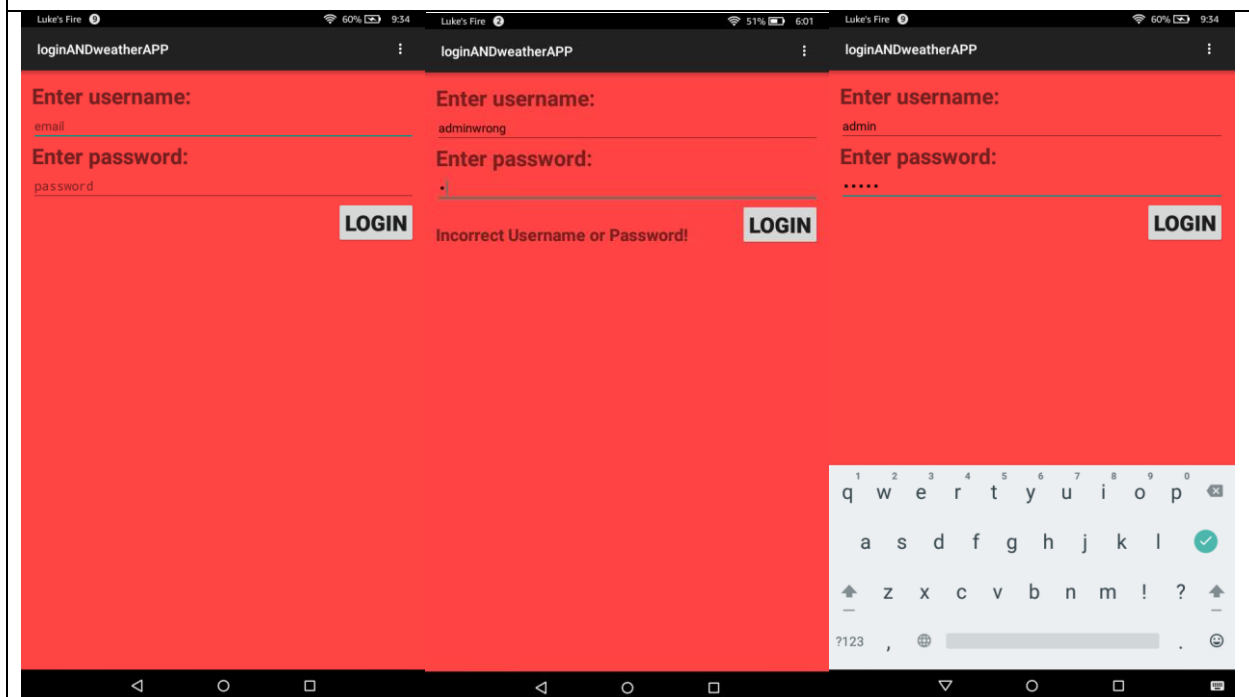 Luke's Fire 9 60% 9:34
loginANDweatherAPP
Enter username:
email
Enter password:
password
LOGIN
Luke's Fire 2 51% 6:01
loginANDweatherAPP
Enter username:
adminwrong
Enter password:
•
LOGIN
Incorrect Username or Password!
Luke's Fire 9 60% 9:34
loginANDweatherAPP
Enter username:
admin
Enter password:
•••••
LOGIN
1 2 3 4 5 6 7 8 9 0
q w e r t y u i o p
a s d f g h j k l
z x c v b n m ! ?
?123 , .